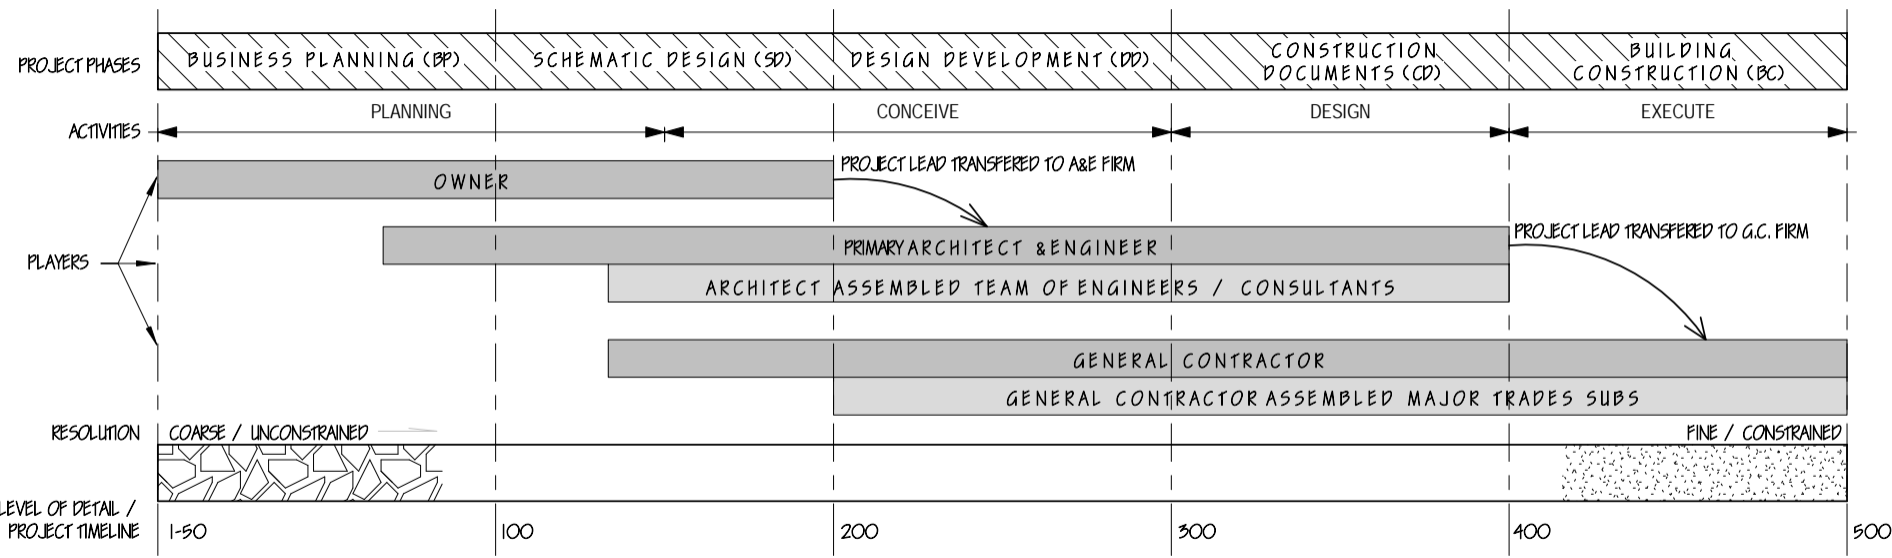 PROJECT PHASES
BUSINESS PLANNING (BP)
SCHEMATIC DESIGN (SD)
DESIGN DEVELOPMENT (DD)
CONSTRUCTION
DOCUMENTS (CD)
BUILDING
CONSTRUCTION (BC)
ACTIVITIES
PLANNING
CONCEIVE
DESIGN
EXECUTE
PLAYERS
OWNER
PROJECT LEAD TRANSFERED TO A&E FIRM
PRIMARY ARCHITECT & ENGINEER
PROJECT LEAD TRANSFERED TO G.C. FIRM
ARCHITECT ASSEMBLED TEAM OF ENGINEERS / CONSULTANTS
GENERAL CONTRACTOR
GENERAL CONTRACTOR ASSEMBLED MAJOR TRADES SUBS
RESOLUTION
COARSE / UNCONSTRAINED
FINE / CONSTRAINED
LEVEL OF DETAIL /
PROJECT TIMELINE
1-50
100
200
300
400
500